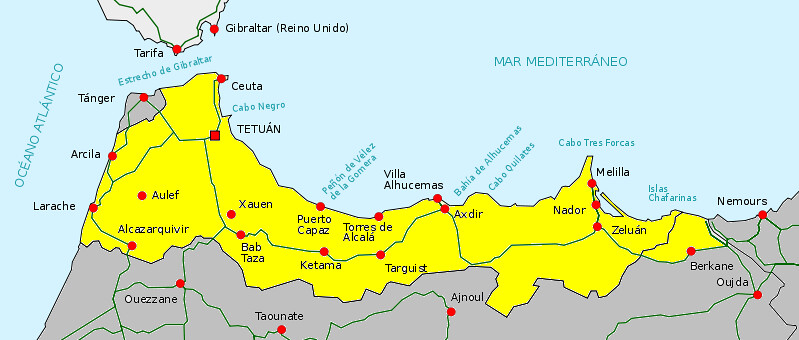 Gibraltar (Reino Unido)
Tarifa
Estrecho de Gibraltar
MAR MEDITERRÁNEO
OCÉANO ATLÁNTICO
Ceuta
Tánger
Cabo Negro
TETUÁN
Arcila
Peñón de Vélez
de la Gomera
Bahía de Alhucemas
Cabo Quilates
Cabo Tres Forcas
Villa
Alhucemas
Melilla
Islas
Chafarinas
Aulef
Larache
Xauen
Puerto
Capaz
Torres de
Alcalá
Axdir
Nador
Nemours
Alcazarquivir
Zeluán
Bab
Taza
Ketama
Targuist
Berkane
Oujda
Ouezzane
Ajnoul
Taounate